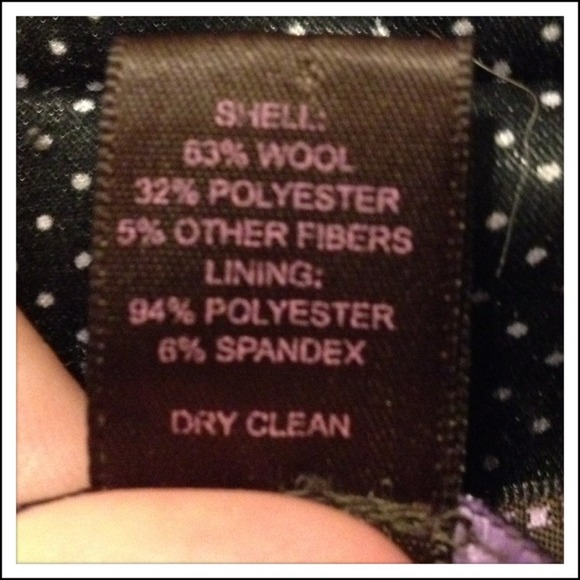 SHELL:
63% WOOL
32% POLYESTER
5% OTHER FIBERS
LINING:
94% POLYESTER
6% SPANDEX
DRY CLEAN